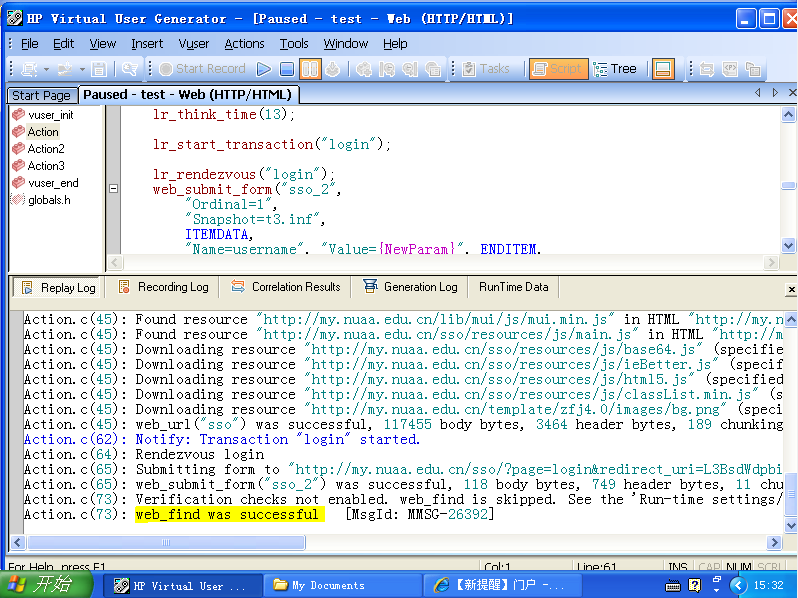 HP Virtual User Generator - [Paused - test - Web (HTTP/HTML)]
File Edit View Insert Vuser Actions Tools Window Help
Start Record Tasks Script Tree
Start Page Paused - test - Web (HTTP/HTML)
vuser_init
Action
Action2
Action3
vuser_end
globals.h
lr_think_time(13);
lr_start_transaction("login");
lr_rendezvous("login");
web_submit_form("sso_2",
"Ordinal=1",
"Snapshot=t3.inf",
ITEMDATA,
"Name=username", "Value={NewParam}", ENDITEM,
Replay Log Recording Log Correlation Results Generation Log RunTime Data
Action.c(45): Found resource "http://my.nuaa.edu.cn/lib/mui/js/mui.min.js" in HTML "http://my.n
Action.c(45): Found resource "http://my.nuaa.edu.cn/sso/resources/js/main.js" in HTML "http://m
Action.c(45): Downloading resource "http://my.nuaa.edu.cn/sso/resources/js/base64.js" (specifie
Action.c(45): Downloading resource "http://my.nuaa.edu.cn/sso/resources/js/ieBetter.js" (specif
Action.c(45): Downloading resource "http://my.nuaa.edu.cn/sso/resources/js/html5.js" (specified
Action.c(45): Downloading resource "http://my.nuaa.edu.cn/sso/resources/js/classList.min.js" (s
Action.c(45): Downloading resource "http://my.nuaa.edu.cn/template/zfj4.0/images/bg.png" (speci
Action.c(45): web_url("sso") was successful, 117455 body bytes, 3464 header bytes, 189 chunking
Action.c(62): Notify: Transaction "login" started.
Action.c(64): Rendezvous login
Action.c(65): Submitting form to "http://my.nuaa.edu.cn/sso/?page=login&redirect_uri=L3BsdWdpbi
Action.c(65): web_submit_form("sso_2") was successful, 118 body bytes, 749 header bytes, 11 chu
Action.c(73): Verification checks not enabled. web_find is skipped. See the 'Run-time settings/
Action.c(73): web_find was successful [MsgId: MMSG-26392]
For Help, press F1 Col:1 Line:61 INS CAP NUM SCRL
开始 HP Virtual User ... My Documents 【新提醒】门户 -... 15:32